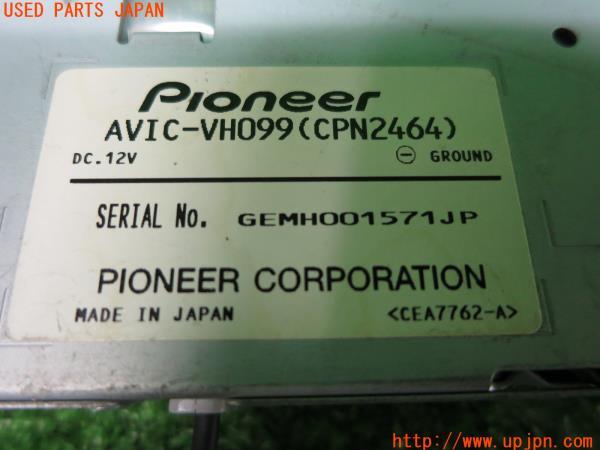 USED PARTS JAPAN
Pioneer
AVIC-VH099(CPN2464)
DC.12V ⊖ GROUND
SERIAL No. GEMH001571JP
PIONEER CORPORATION
MADE IN JAPAN <CEA7762-A>
http://www.upjpn.com